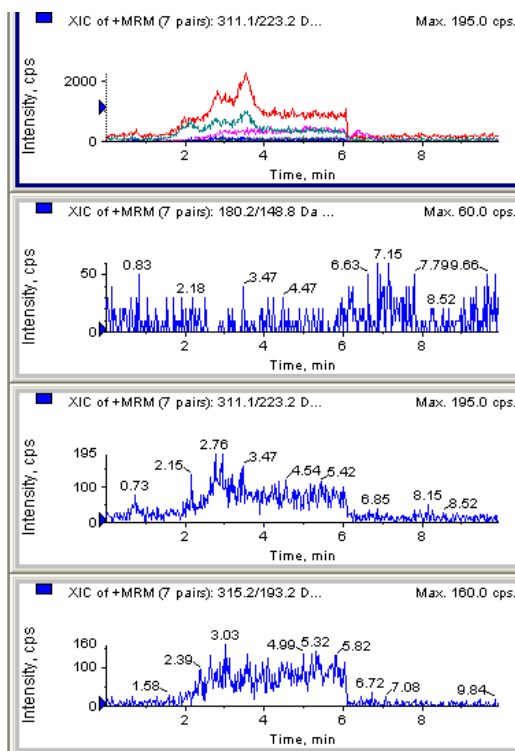 XIC of +MRM (7 pairs): 311.1/223.2 D... Max. 195.0 cps.
Intensity, cps
2000
0
2 4 6 8
Time, min
XIC of +MRM (7 pairs): 180.2/148.8 Da ... Max. 60.0 cps.
Intensity, cps
50
0
0.83 2.18 3.47 4.47 6.63 7.15 7.79 9.66 8.52
2 4 6 8
Time, min
XIC of +MRM (7 pairs): 311.1/223.2 D... Max. 195.0 cps.
Intensity, cps
195
100
0
0.73 2.15 2.76 3.47 4.54 5.42 6.85 8.15 8.52
2 4 6 8
Time, min
XIC of +MRM (7 pairs): 315.2/193.2 D... Max. 160.0 cps.
Intensity, cps
160
100
0
1.58 2.39 3.03 4.99 5.32 5.82 6.72 7.08 9.84
2 4 6 8
Time, min